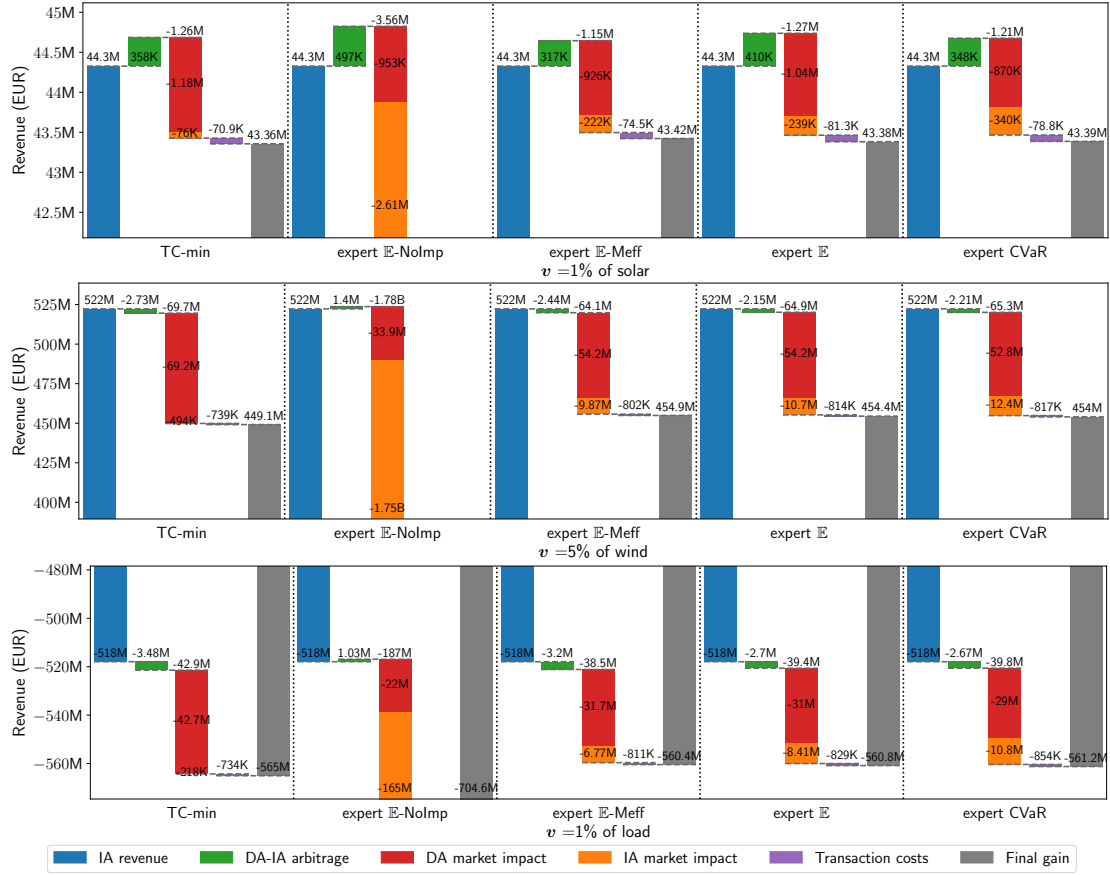 45M
44.5M
44M
43.5M
43M
42.5M
Revenue (EUR)
44.3M 358K -1.26M -1.18M -76K -70.9K 43.36M
44.3M 497K -3.56M -953K -2.61M
44.3M 317K -1.15M -926K -222K -74.5K 43.42M
44.3M 410K -1.27M -1.04M -239K -81.3K 43.38M
44.3M 348K -1.21M -870K -340K -78.8K 43.39M
TC-min expert 𝔼-NoImp expert 𝔼-Meff expert 𝔼 expert CVaR
v =1% of solar
525M
500M
475M
450M
425M
400M
Revenue (EUR)
522M -2.73M -69.7M -69.2M -494K -739K 449.1M
522M 1.4M -1.78B -33.9M -1.75B
522M -2.44M -64.1M -54.2M -9.87M -802K 454.9M
522M -2.15M -64.9M -54.2M -10.7M -814K 454.4M
522M -2.21M -65.3M -52.8M -12.4M -817K 454M
TC-min expert 𝔼-NoImp expert 𝔼-Meff expert 𝔼 expert CVaR
v =5% of wind
−480M
−500M
−520M
−540M
−560M
Revenue (EUR)
-518M -3.48M -42.9M -42.7M -218K -734K -565M
-518M 1.03M -187M -22M -165M -704.6M
-518M -3.2M -38.5M -31.7M -6.77M -811K -560.4M
-518M -2.7M -39.4M -31M -8.41M -829K -560.8M
-518M -2.67M -39.8M -29M -10.8M -854K -561.2M
TC-min expert 𝔼-NoImp expert 𝔼-Meff expert 𝔼 expert CVaR
v =1% of load
IA revenue DA-IA arbitrage DA market impact IA market impact Transaction costs Final gain